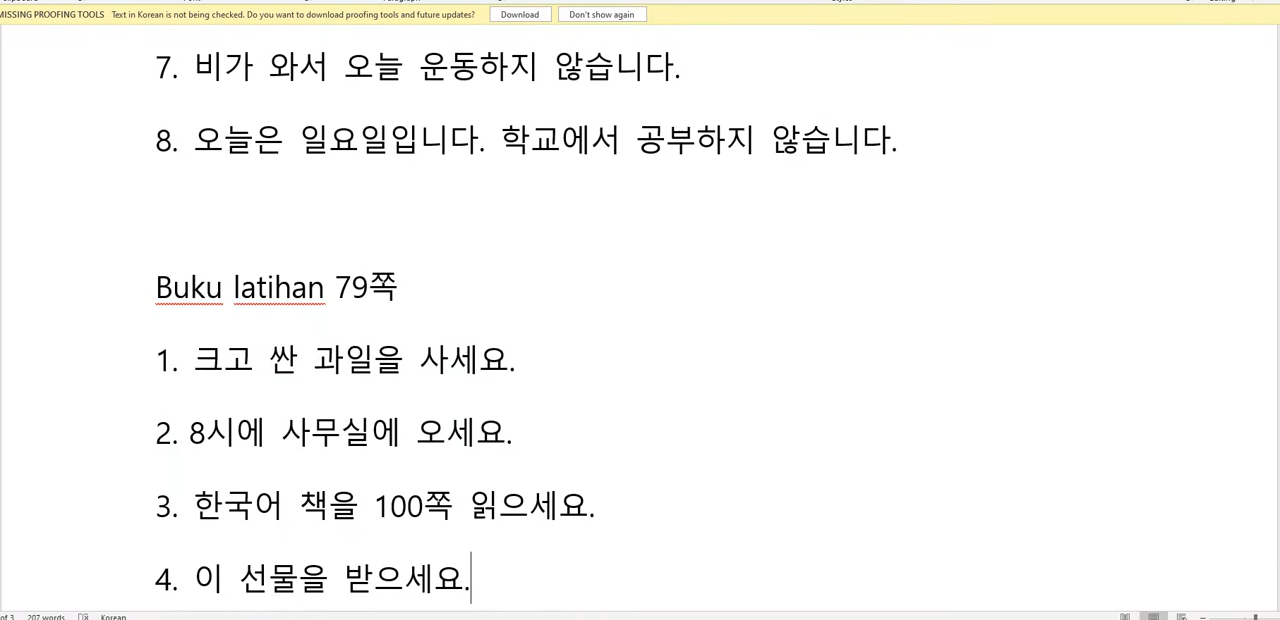 MISSING PROOFING TOOLS Text in Korean is not being checked. Do you want to download proofing tools and future updates? Download Don't show again
7. 비가 와서 오늘 운동하지 않습니다.
8. 오늘은 일요일입니다. 학교에서 공부하지 않습니다.
Buku latihan 79쪽
1. 크고 싼 과일을 사세요.
2. 8시에 사무실에 오세요.
3. 한국어 책을 100쪽 읽으세요.
4. 이 선물을 받으세요.
of 3 207 words Korean